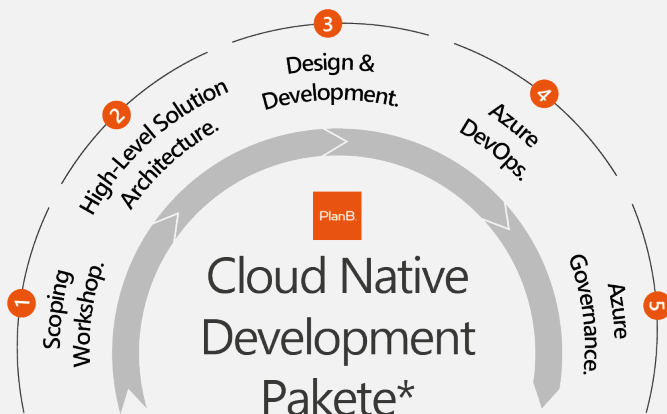 1
Scoping
Workshop.
2
High-Level Solution
Architecture.
3
Design &
Development.
4
Azure
DevOps.
5
Azure
Governance.
PlanB.
Cloud Native
Development
Pakete*